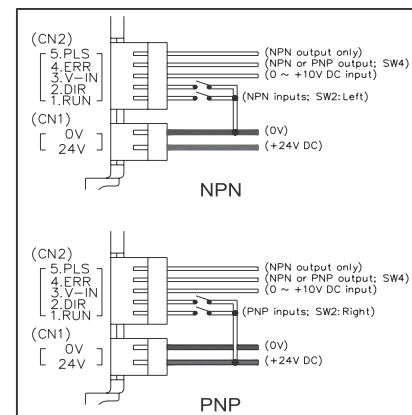 (CN2)
5.PLS (NPN output only)
4.ERR (NPN or PNP output; SW4)
3.V-IN (0 ~ +10V DC input)
2.DIR
1.RUN (NPN inputs; SW2:Left)
(CN1)
0V (0V)
24V (+24V DC)
NPN
(CN2)
5.PLS (NPN output only)
4.ERR (NPN or PNP output; SW4)
3.V-IN (0 ~ +10V DC input)
2.DIR
1.RUN (PNP inputs; SW2:Right)
(CN1)
0V (0V)
24V (+24V DC)
PNP